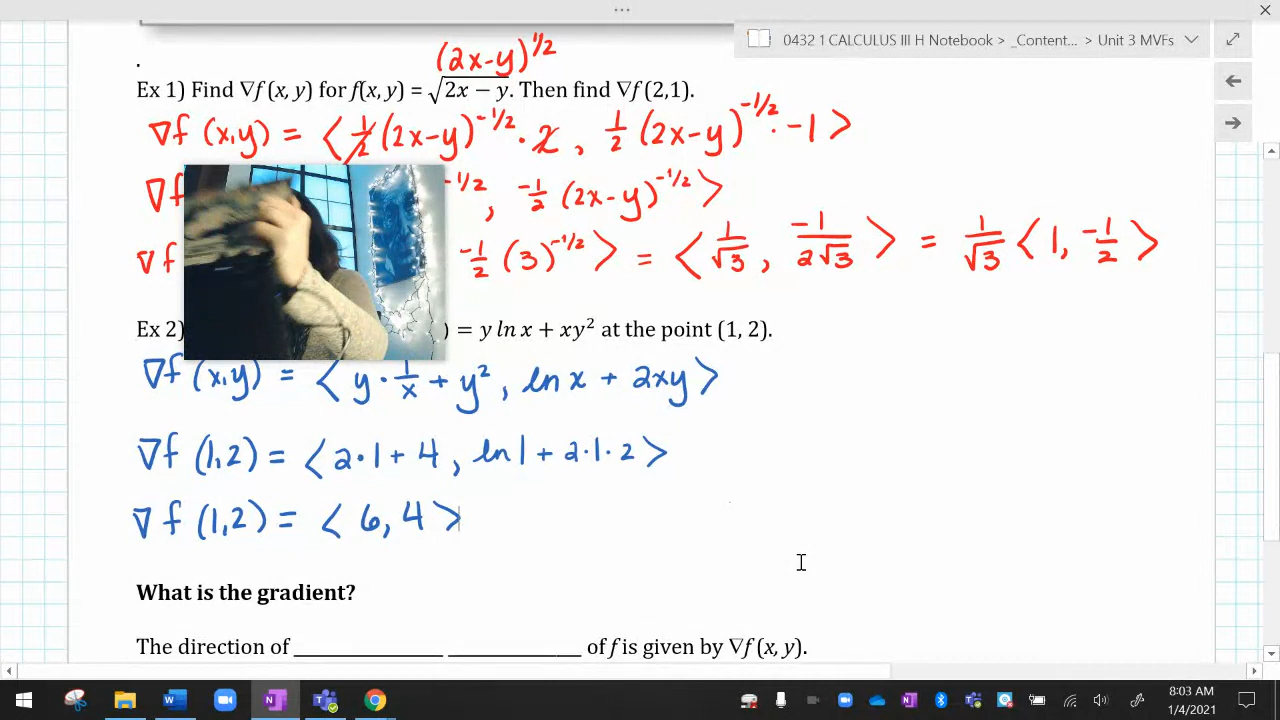 0432 1 CALCULUS III H Notebook > _Content... > Unit 3 MVFs
(2x-y)^1/2
.
Ex 1) Find ∇f (x, y) for f(x, y) = √2x − y. Then find ∇f (2,1).
∇f (x,y) = < 1/2 (2x-y)^-1/2 · 2 , 1/2 (2x-y)^-1/2 · -1 >
∇f -1/2 , -1/2 (2x-y)^-1/2 >
∇f -1/2 (3)^-1/2 > = < 1/√3 , -1/2√3 > = 1/√3 < 1, -1/2 >
Ex 2) ) = y ln x + xy² at the point (1, 2).
∇f (x,y) = < y · 1/x + y² , ln x + 2xy >
∇f (1,2) = < 2·1 + 4 , ln 1 + 2·1·2 >
∇f (1,2) = < 6, 4 >
What is the gradient?
The direction of ______________ ____________ of f is given by ∇f (x, y).
8:03 AM
1/4/2021